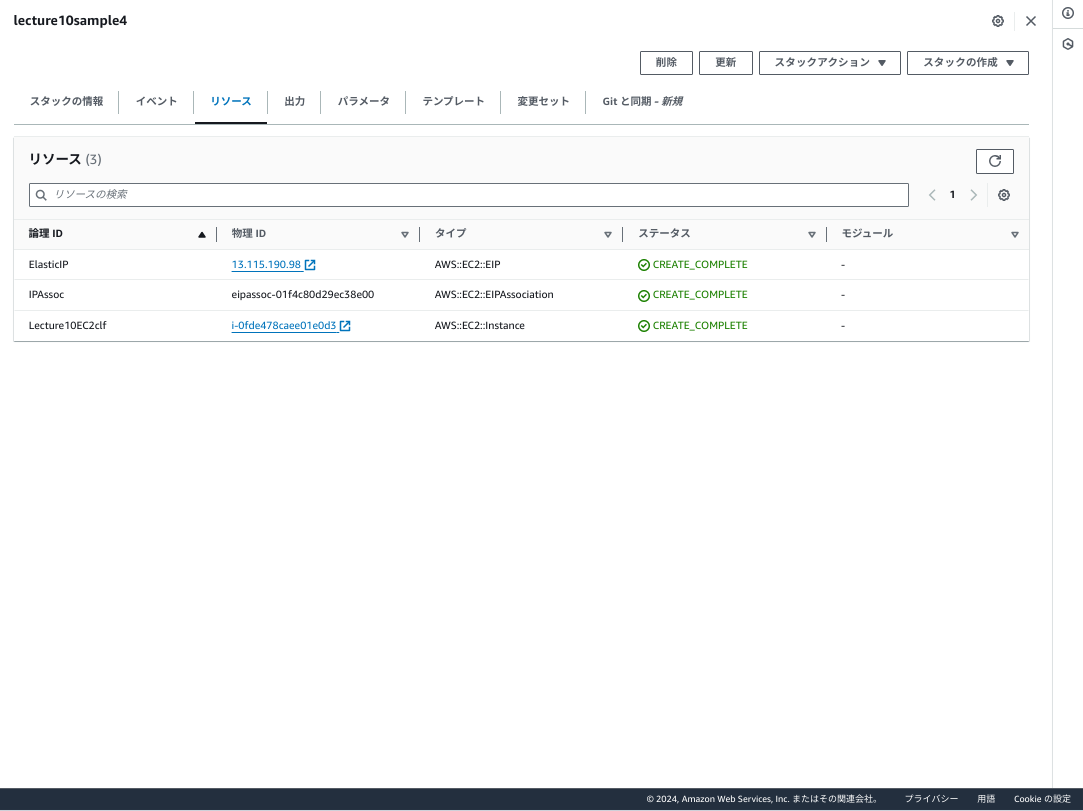 lecture10sample4
削除 更新 スタックアクション スタックの作成
スタックの情報 イベント リソース 出力 パラメータ テンプレート 変更セット Git と同期 - 新規
リソース (3)
リソースの検索 1
論理 ID 物理 ID タイプ ステータス モジュール
ElasticIP 13.115.190.98 AWS::EC2::EIP CREATE_COMPLETE -
IPAssoc eipassoc-01f4c80d29ec38e00 AWS::EC2::EIPAssociation CREATE_COMPLETE -
Lecture10EC2clf i-0fde478caee01e0d3 AWS::EC2::Instance CREATE_COMPLETE -
© 2024, Amazon Web Services, Inc. またはその関連会社。 プライバシー 用語 Cookie の設定